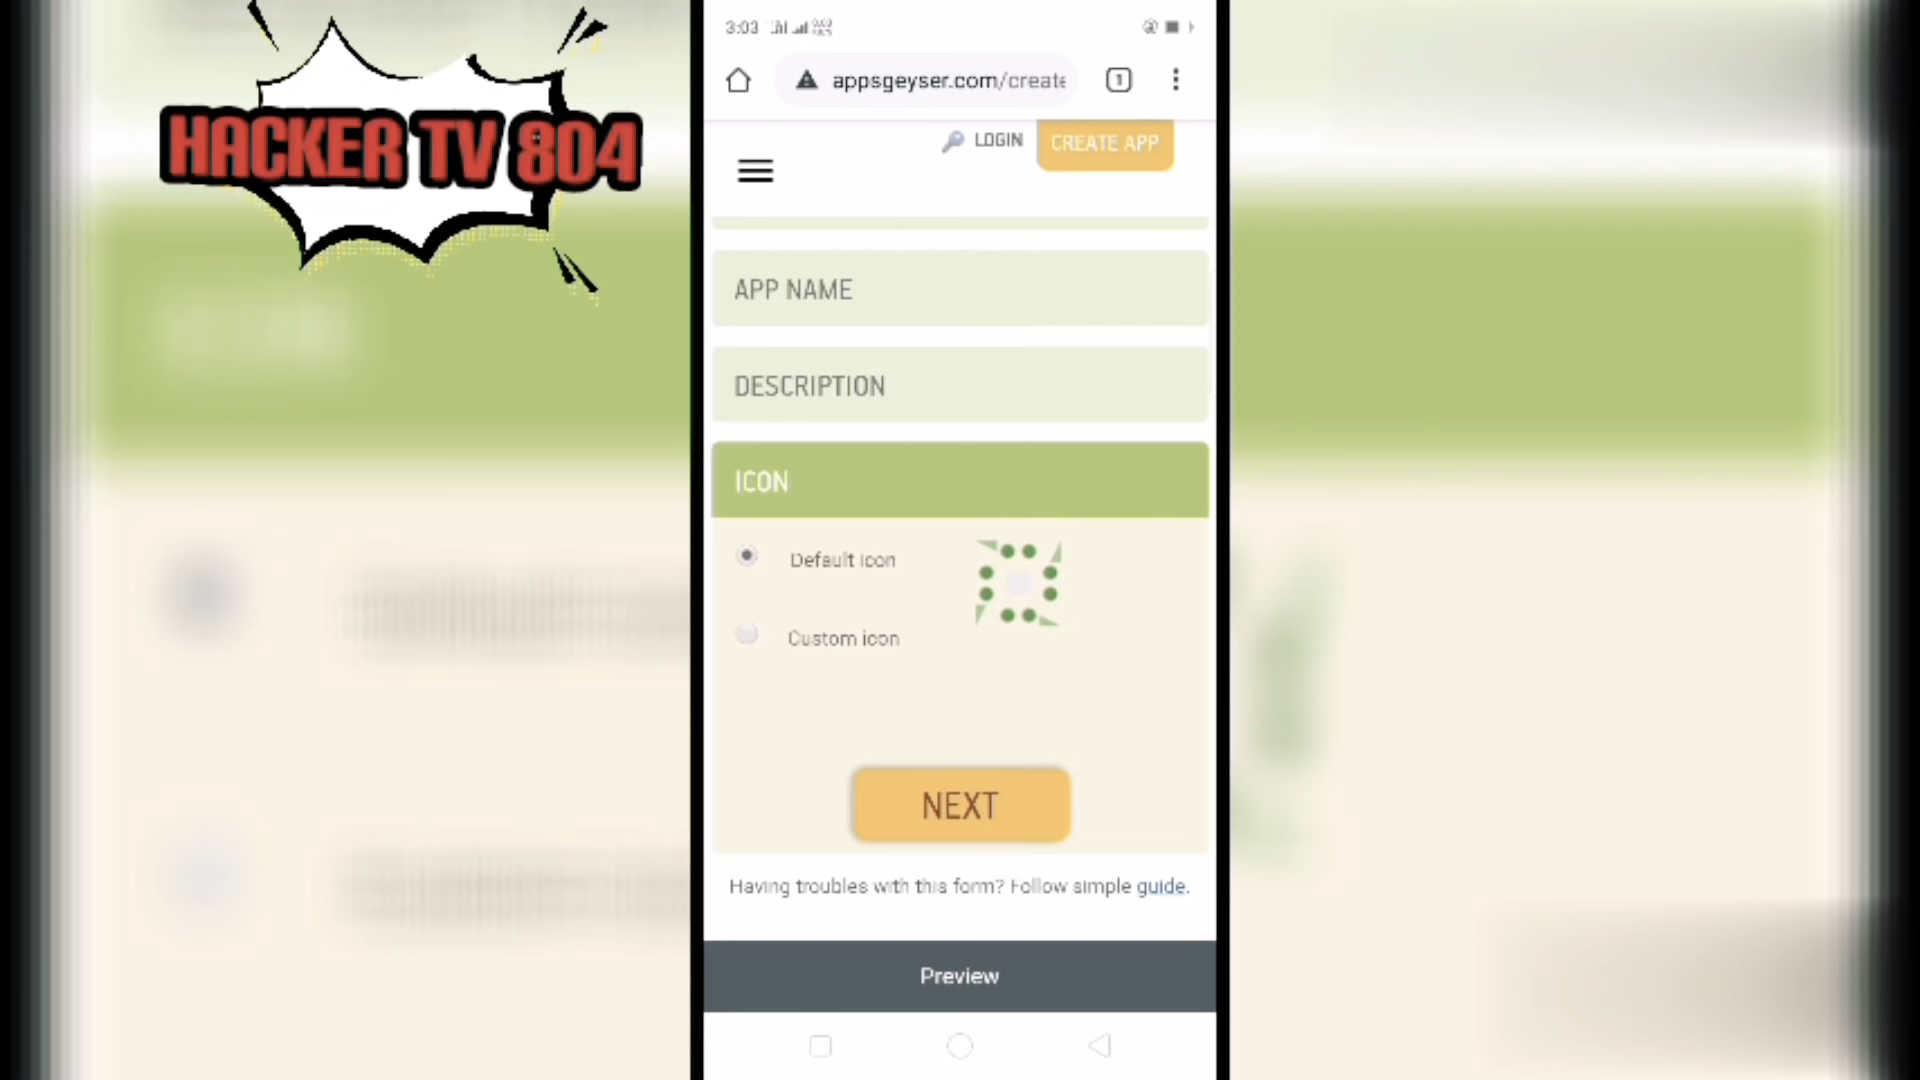 HACKER TV 804
3:03
appsgeyser.com/create
1
LOGIN
CREATE APP
APP NAME
DESCRIPTION
ICON
Default icon
Custom icon
NEXT
Having troubles with this form? Follow simple guide.
Preview